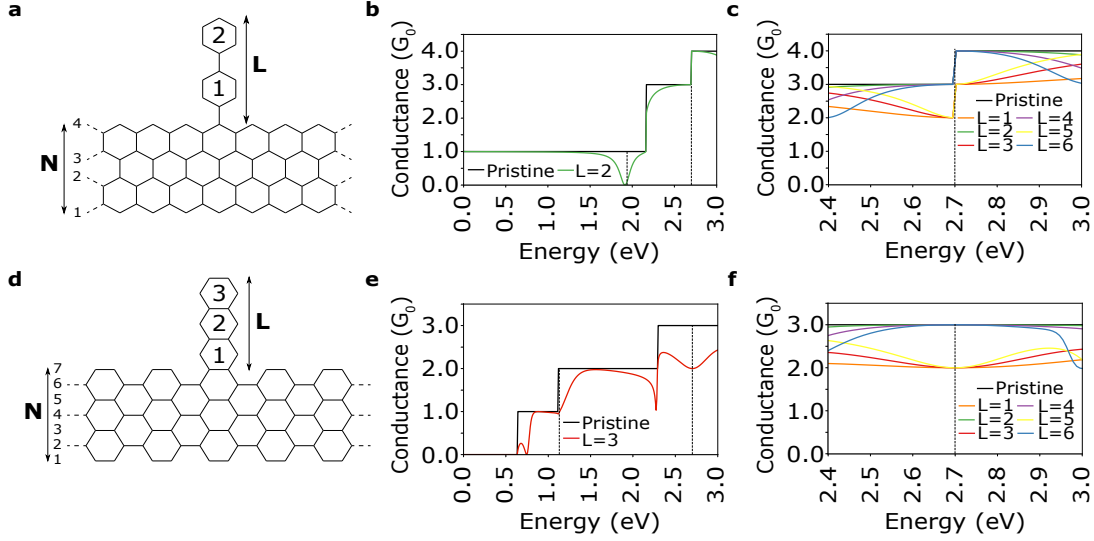 a
2
1
L
N
4
3
2
1
b
Conductance (G₀)
4.0
3.0
2.0
1.0
0.0
Pristine L=2
0.0 0.5 1.0 1.5 2.0 2.5 3.0
Energy (eV)
c
Conductance (G₀)
4.0
3.0
2.0
1.0
0.0
Pristine
L=1 L=4
L=2 L=5
L=3 L=6
2.4 2.5 2.6 2.7 2.8 2.9 3.0
Energy (eV)
d
3
2
1
L
N
7
6
5
4
3
2
1
e
Conductance (G₀)
3.0
2.0
1.0
0.0
Pristine
L=3
0.0 0.5 1.0 1.5 2.0 2.5 3.0
Energy (eV)
f
Conductance (G₀)
3.0
2.0
1.0
0.0
Pristine
L=1 L=4
L=2 L=5
L=3 L=6
2.4 2.5 2.6 2.7 2.8 2.9 3.0
Energy (eV)